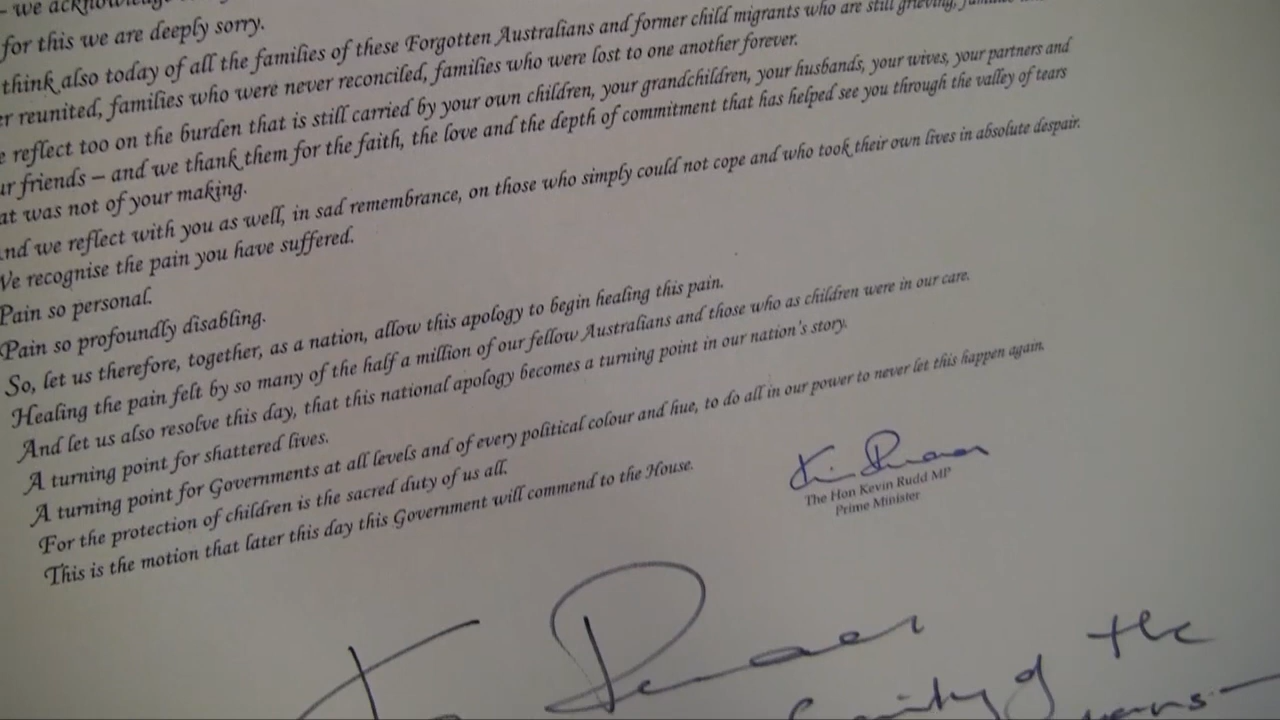 – we acknowledge
for this we are deeply sorry.
think also today of all the families of these Forgotten Australians and former child migrants who are still grieving, families
reunited, families who were never reconciled, families who were lost to one another forever.
reflect too on the burden that is still carried by your own children, your grandchildren, your husbands, your wives, your partners and
friends – and we thank them for the faith, the love and the depth of commitment that has helped see you through the valley of tears
at was not of your making.
nd we reflect with you as well, in sad remembrance, on those who simply could not cope and who took their own lives in absolute despair.
We recognise the pain you have suffered.
Pain so personal.
Pain so profoundly disabling.
So, let us therefore, together, as a nation, allow this apology to begin healing this pain.
Healing the pain felt by so many of the half a million of our fellow Australians and those who as children were in our care.
And let us also resolve this day, that this national apology becomes a turning point in our nation's story.
A turning point for shattered lives.
A turning point for Governments at all levels and of every political colour and hue, to do all in our power to never let this happen again.
For the protection of children is the sacred duty of us all.
This is the motion that later this day this Government will commend to the House.
The Hon Kevin Rudd MP
Prime Minister
of the